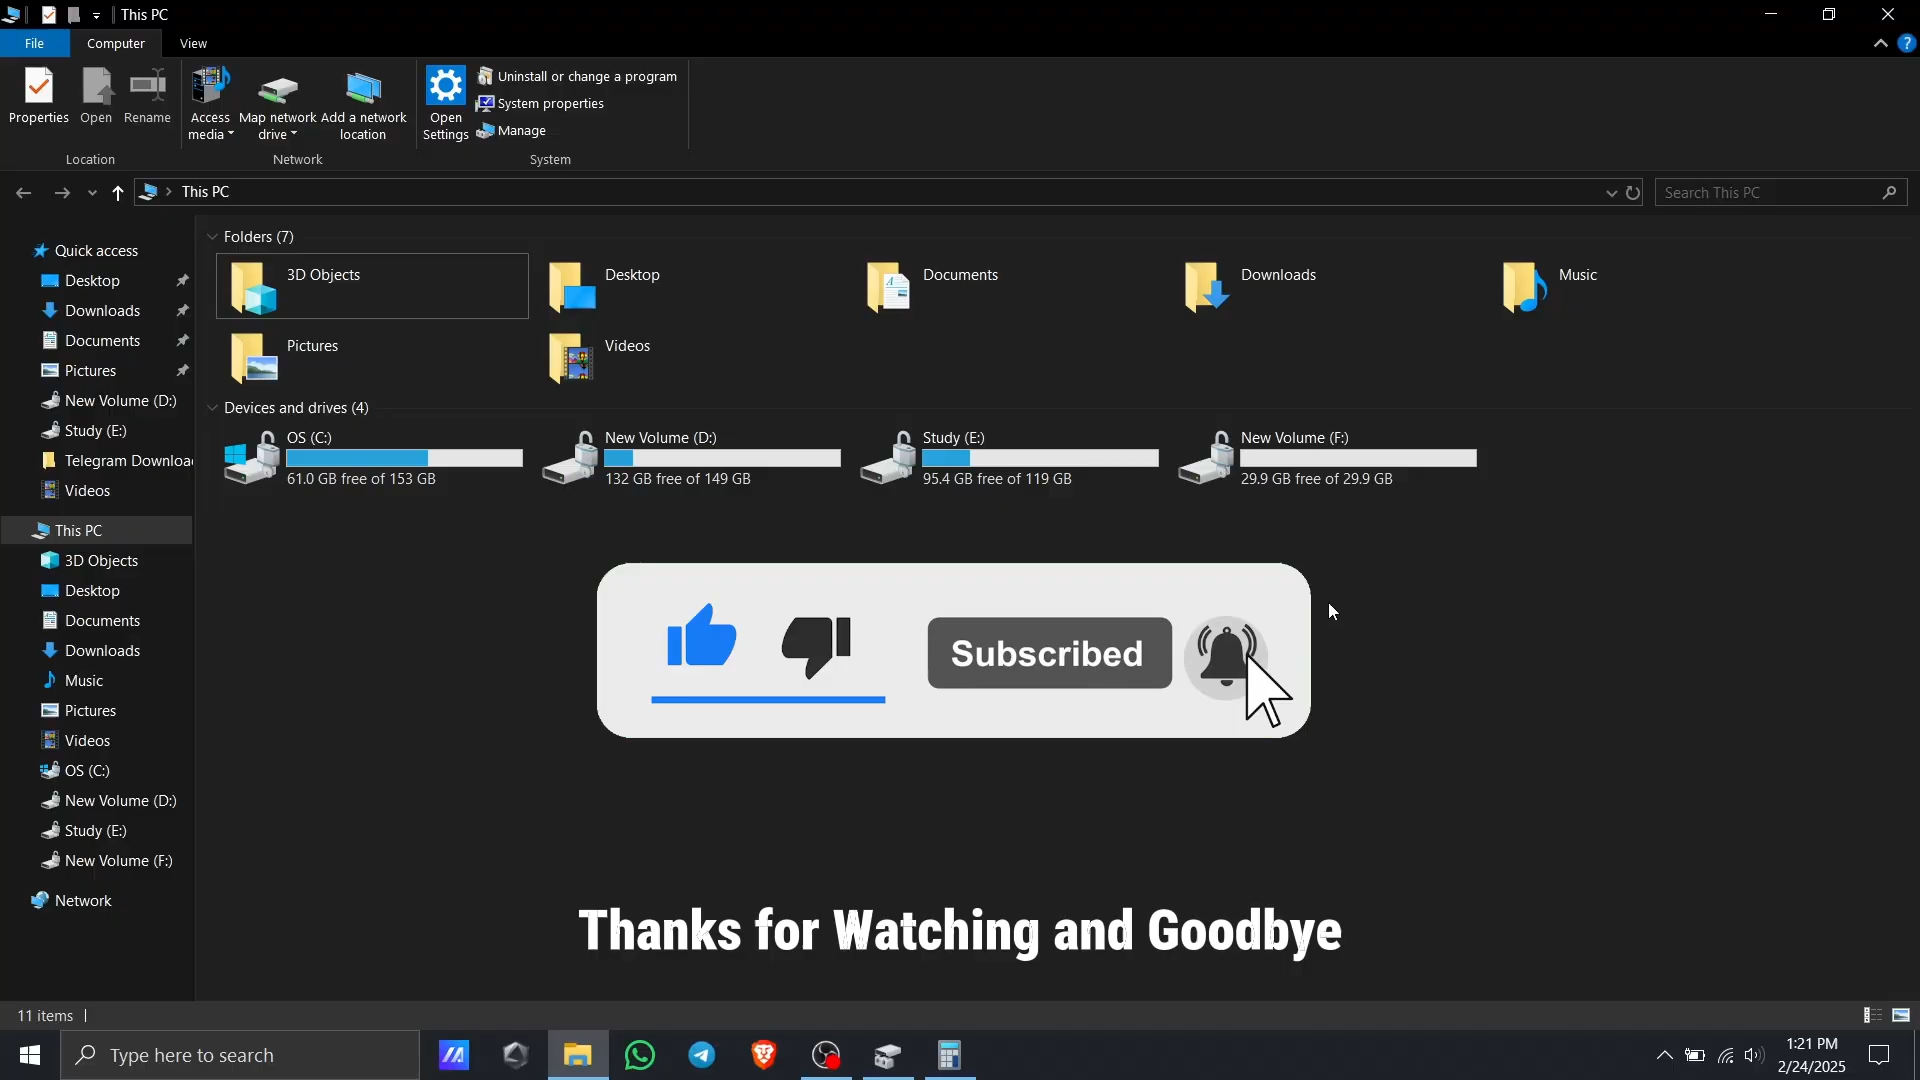 This PC
File
Computer
View
Properties
Open
Rename
Access
media
Map network
drive
Add a network
location
Open
Settings
Uninstall or change a program
System properties
Manage
Location
Network
System
This PC
Search This PC
Quick access
Desktop
Downloads
Documents
Pictures
New Volume (D:)
Study (E:)
Telegram Downloa
Videos
This PC
3D Objects
Desktop
Documents
Downloads
Music
Pictures
Videos
OS (C:)
New Volume (D:)
Study (E:)
New Volume (F:)
Network
Folders (7)
3D Objects
Desktop
Documents
Downloads
Music
Pictures
Videos
Devices and drives (4)
OS (C:)
61.0 GB free of 153 GB
New Volume (D:)
132 GB free of 149 GB
Study (E:)
95.4 GB free of 119 GB
New Volume (F:)
29.9 GB free of 29.9 GB
Subscribed
Thanks for Watching and Goodbye
11 items
Type here to search
1:21 PM
2/24/2025